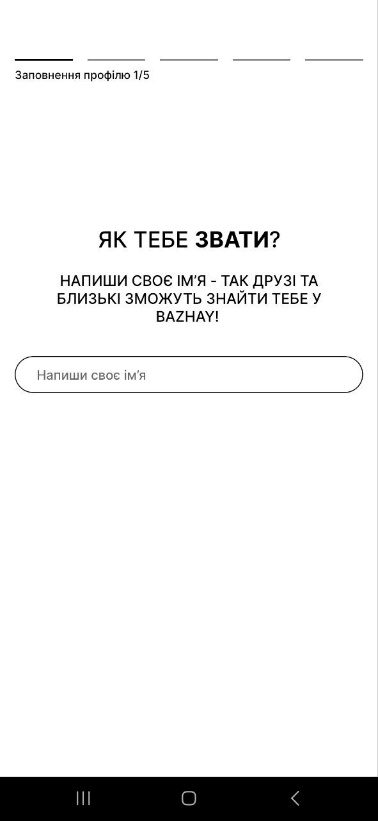 Заповнення профілю 1/5
ЯК ТЕБЕ ЗВАТИ?
НАПИШИ СВОЄ ІМ'Я - ТАК ДРУЗІ ТА
БЛИЗЬКІ ЗМОЖУТЬ ЗНАЙТИ ТЕБЕ У
BAZHAY!
Напиши своє ім'я